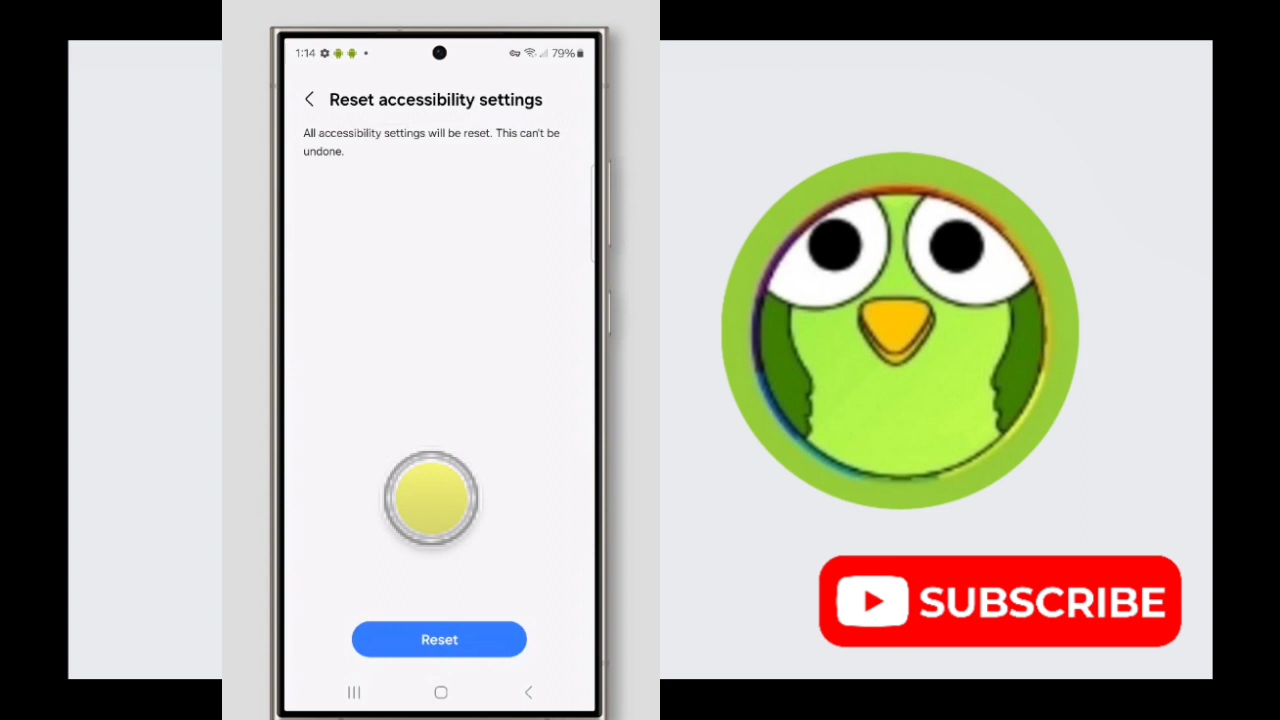 1:14
79%
Reset accessibility settings
All accessibility settings will be reset. This can't be
undone.
Reset
SUBSCRIBE